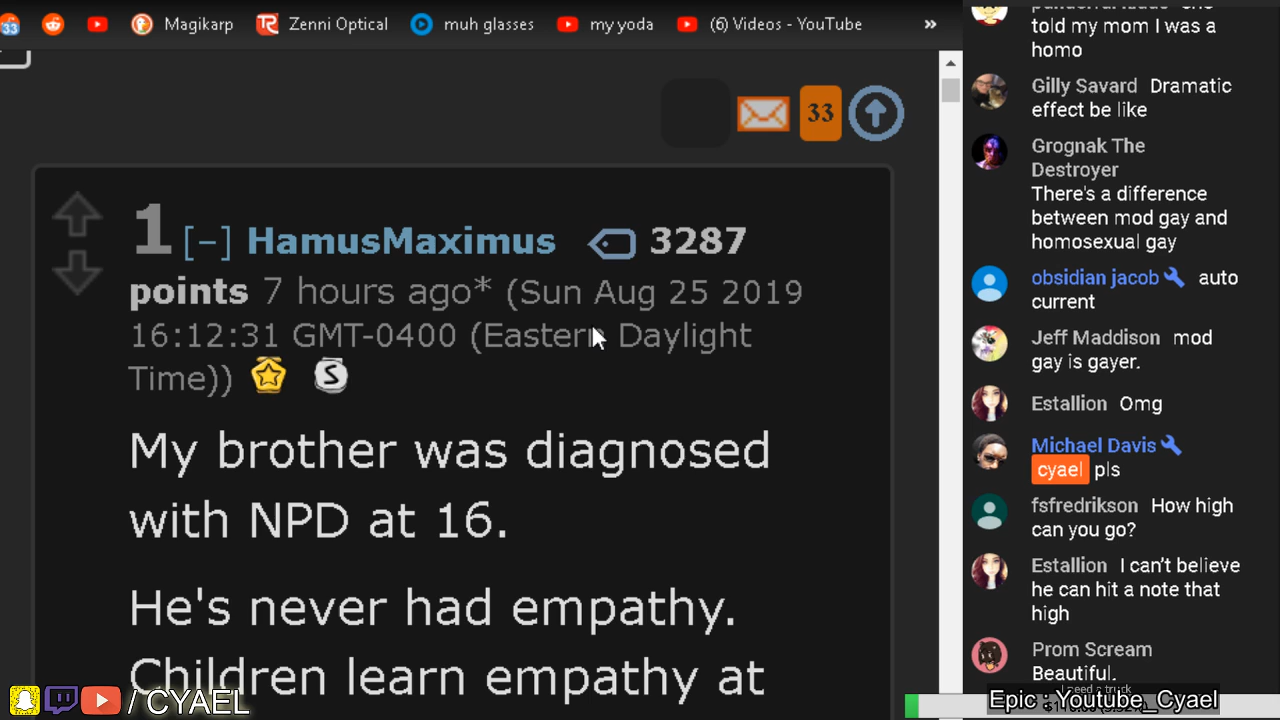 33
Magikarp
Zenni Optical
muh glasses
my yoda
(6) Videos - YouTube
»
33
1 [–] HamusMaximus 3287
points 7 hours ago* (Sun Aug 25 2019
16:12:31 GMT-0400 (Eastern Daylight
Time))
S
My brother was diagnosed
with NPD at 16.
He's never had empathy.
Children learn empathy at
/CYAEL
told my mom I was a
homo
Gilly Savard Dramatic
effect be like
Grognak The
Destroyer
There's a difference
between mod gay and
homosexual gay
obsidian jacob auto
current
Jeff Maddison mod
gay is gayer.
Estallion Omg
Michael Davis
cyael pls
fsfredrikson How high
can you go?
Estallion I can't believe
he can hit a note that
high
Prom Scream
Beautiful.
I need a truck
Epic : Youtube_Cyael